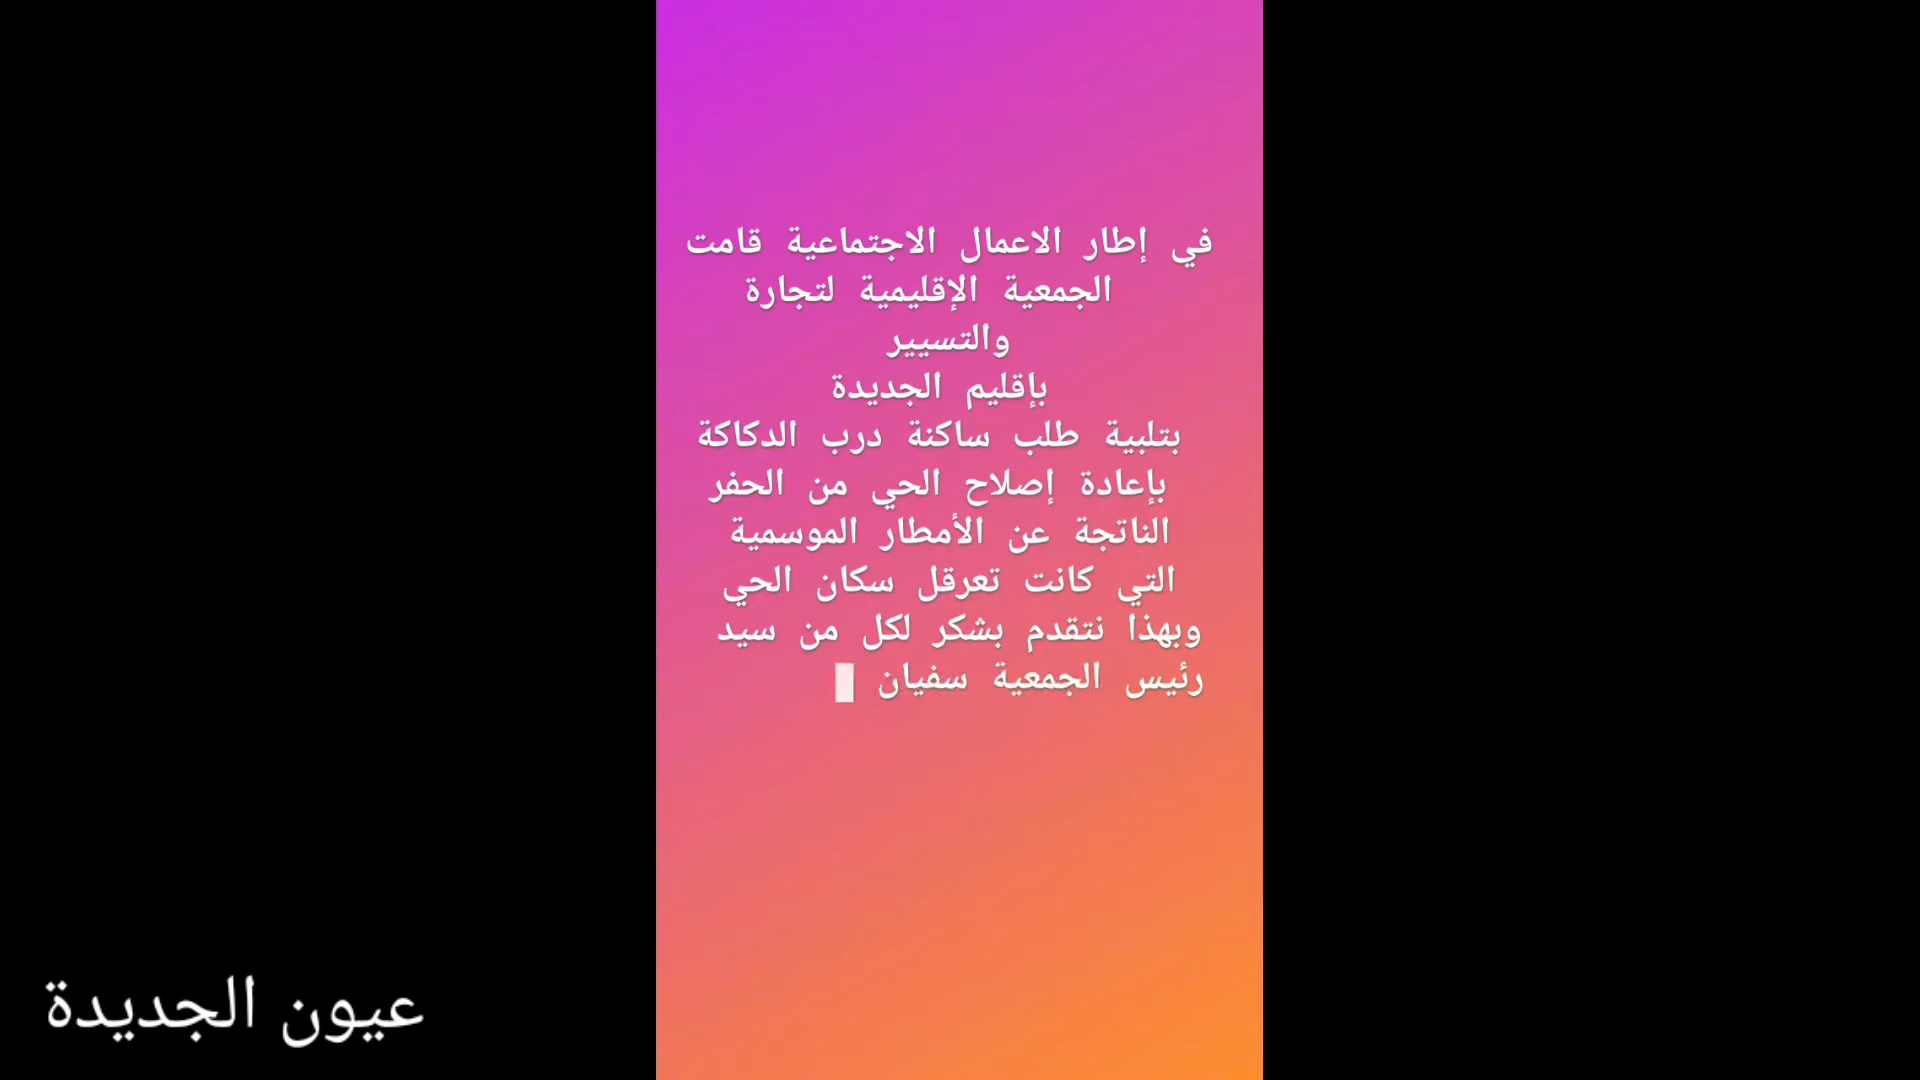 في إطار الاعمال الاجتماعية قامت
الجمعية الإقليمية لتجارة
والتسيير
بإقليم الجديدة
بتلبية طلب ساكنة درب الدكاكة
بإعادة إصلاح الحي من الحفر
الناتجة عن الأمطار الموسمية
التي كانت تعرقل سكان الحي
وبهذا نتقدم بشكر لكل من سيد
رئيس الجمعية سفيان
عيون الجديدة